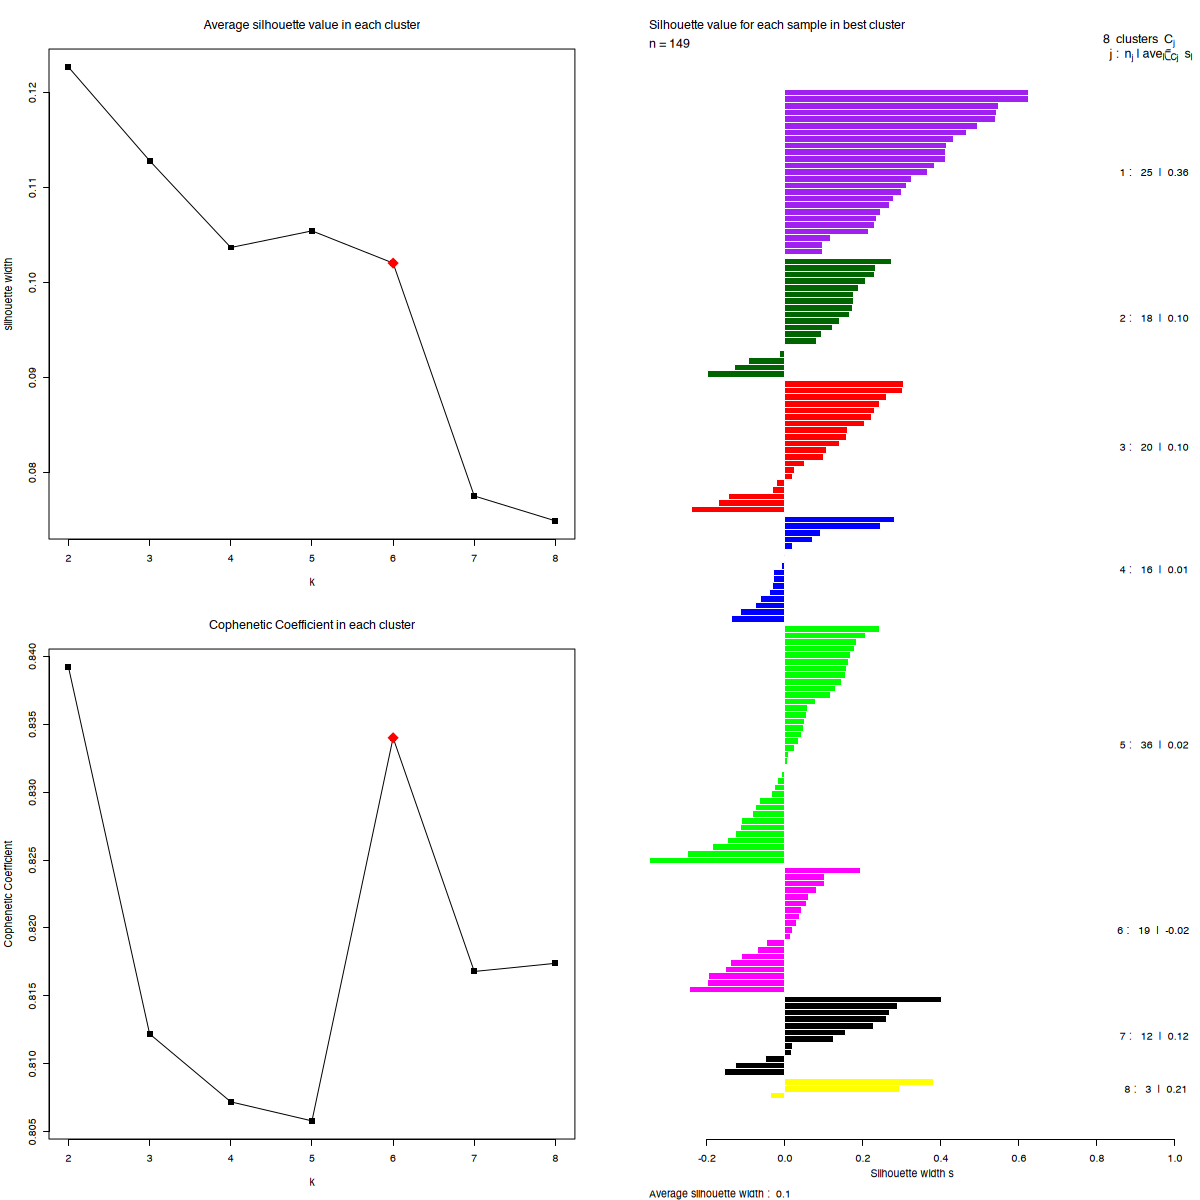 Average silhouette value in each cluster
silhouette width
0.12
0.11
0.10
0.09
0.08
2 3 4 5 6 7 8
k
Cophenetic Coefficient in each cluster
Cophenetic Coefficient
0.840
0.835
0.830
0.825
0.820
0.815
0.810
0.805
2 3 4 5 6 7 8
k
Silhouette value for each sample in best cluster
n = 149
8 clusters Cj
j : nj | ave i∈Cj si
1 : 25 | 0.36
2 : 18 | 0.10
3 : 20 | 0.10
4 : 16 | 0.01
5 : 36 | 0.02
6 : 19 | -0.02
7 : 12 | 0.12
8 : 3 | 0.21
-0.2 0.0 0.2 0.4 0.6 0.8 1.0
Silhouette width s
Average silhouette width : 0.1